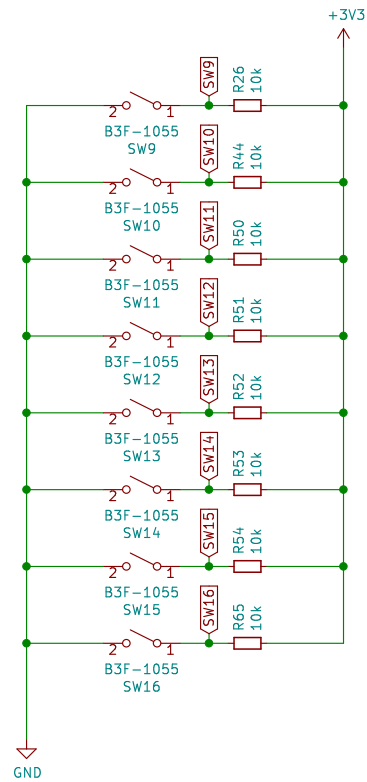 +3V3
SW9
R26
10k
2
1
B3F-1055
SW9
SW10
R44
10k
2
1
B3F-1055
SW10
SW11
R50
10k
2
1
B3F-1055
SW11
SW12
R51
10k
2
1
B3F-1055
SW12
SW13
R52
10k
2
1
B3F-1055
SW13
SW14
R53
10k
2
1
B3F-1055
SW14
SW15
R54
10k
2
1
B3F-1055
SW15
SW16
R65
10k
2
1
B3F-1055
SW16
GND